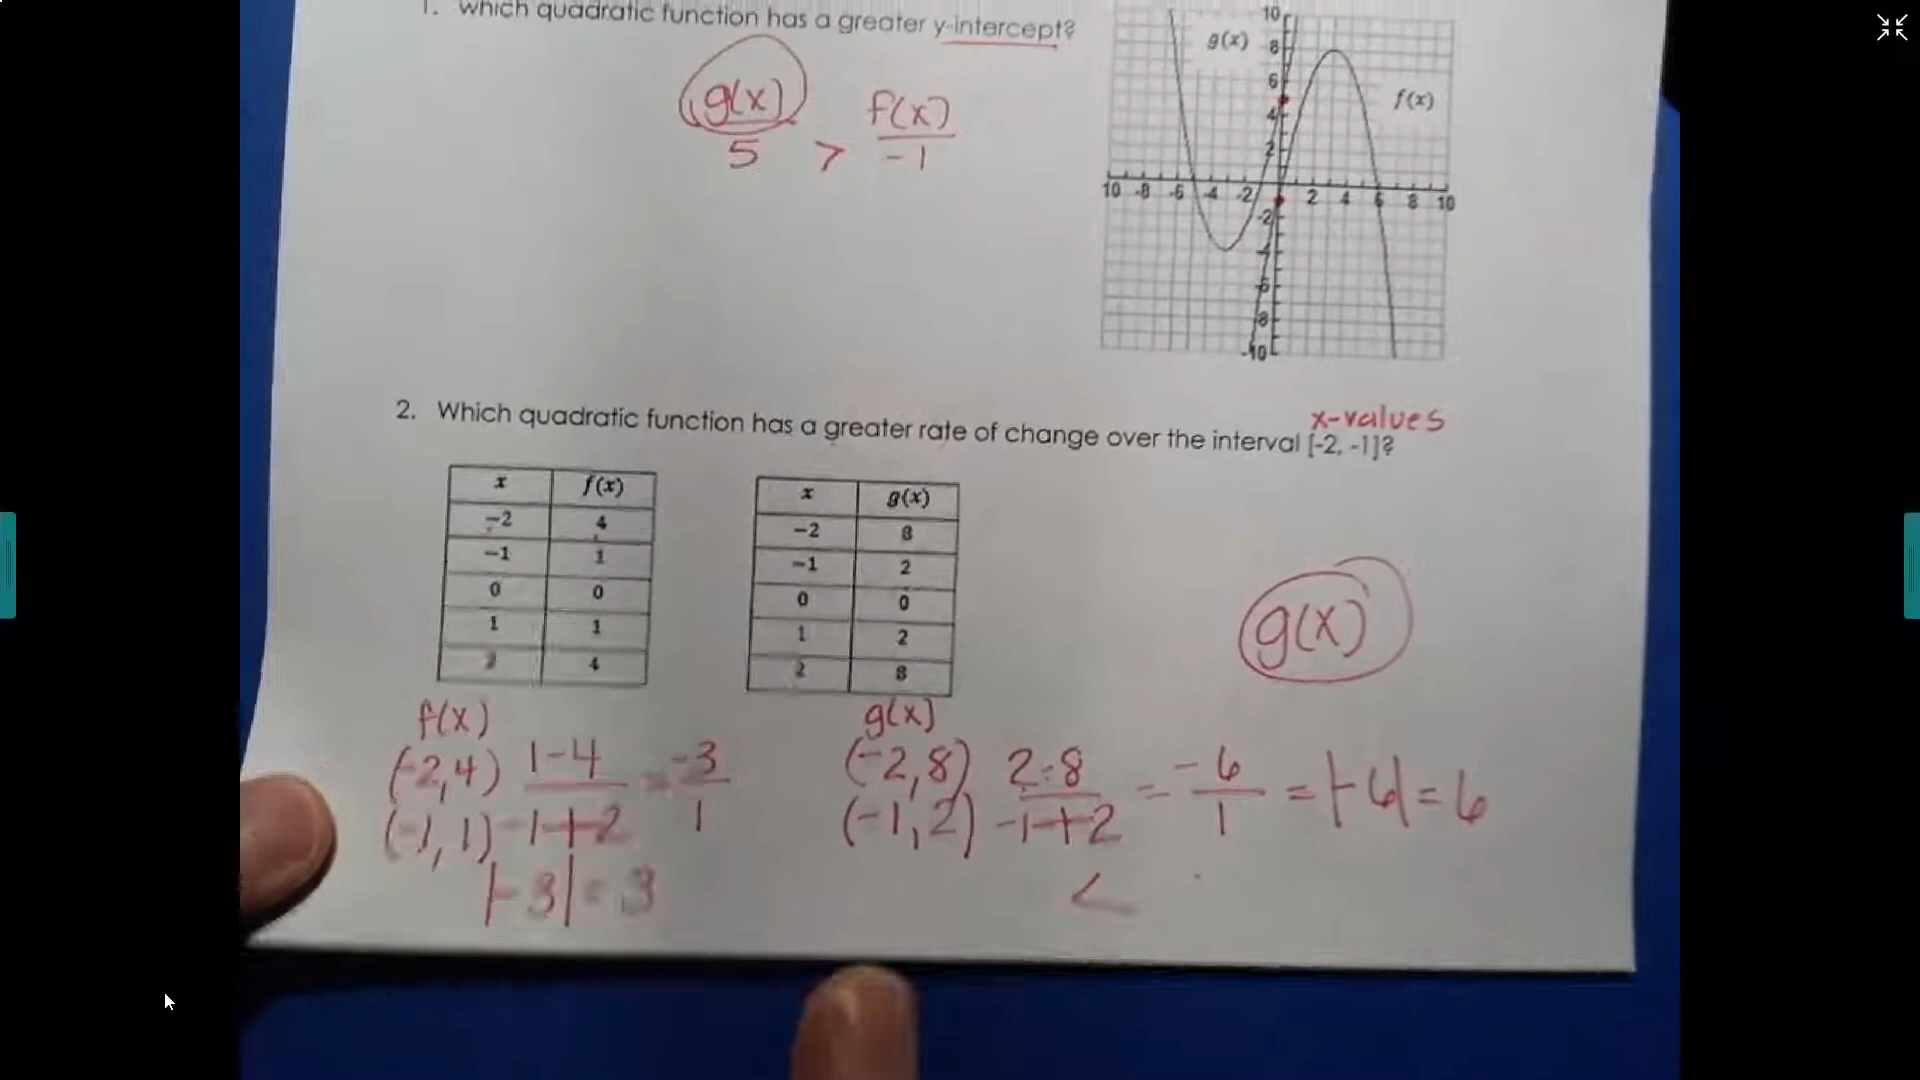 1. Which quadratic function has a greater y-intercept?
g(x) f(x)
5 > -1
g(x)
f(x)
10
8
6
4
2
10 -8 -6 -4 -2 2 4 6 8 10
-2
8
-10
x-values
2. Which quadratic function has a greater rate of change over the interval [-2, -1]?
x f(x)
-2 4
-1 1
0 0
1 1
2 4
x g(x)
-2 8
-1 2
0 0
1 2
2 8
g(x)
f(x)
(-2,4) 1-4 = -3
(-1,1) -1+2 1
|-3| = 3
g(x)
(-2,8) 2-8 = -6 = |-6| = 6
(-1,2) -1+2 1
<